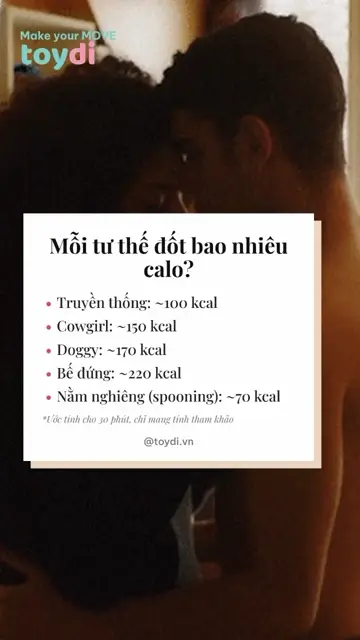 Make your MOVE
toydi
Mỗi tư thế đốt bao nhiêu
calo?
• Truyền thống: ~100 kcal
• Cowgirl: ~150 kcal
• Doggy: ~170 kcal
• Bế đứng: ~220 kcal
• Nằm nghiêng (spooning): ~70 kcal
*Ước tính cho 30 phút, chỉ mang tính tham khảo
@toydi.vn